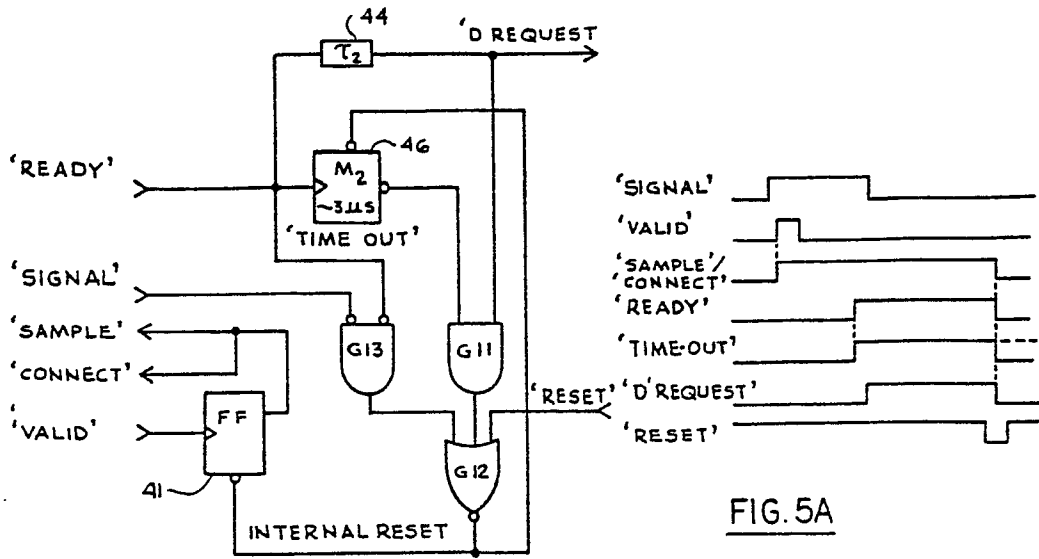 44
'D REQUEST
τ2
46
'READY'
M2
~3µs
'TIME OUT'
'SIGNAL'
'SAMPLE'
'CONNECT'
G13
G11
'RESET'
'VALID'
FF
G12
41
INTERNAL RESET
'SIGNAL'
'VALID'
'SAMPLE'/
'CONNECT'
'READY'
'TIME-OUT'
'D' REQUEST'
'RESET'
FIG. 5A